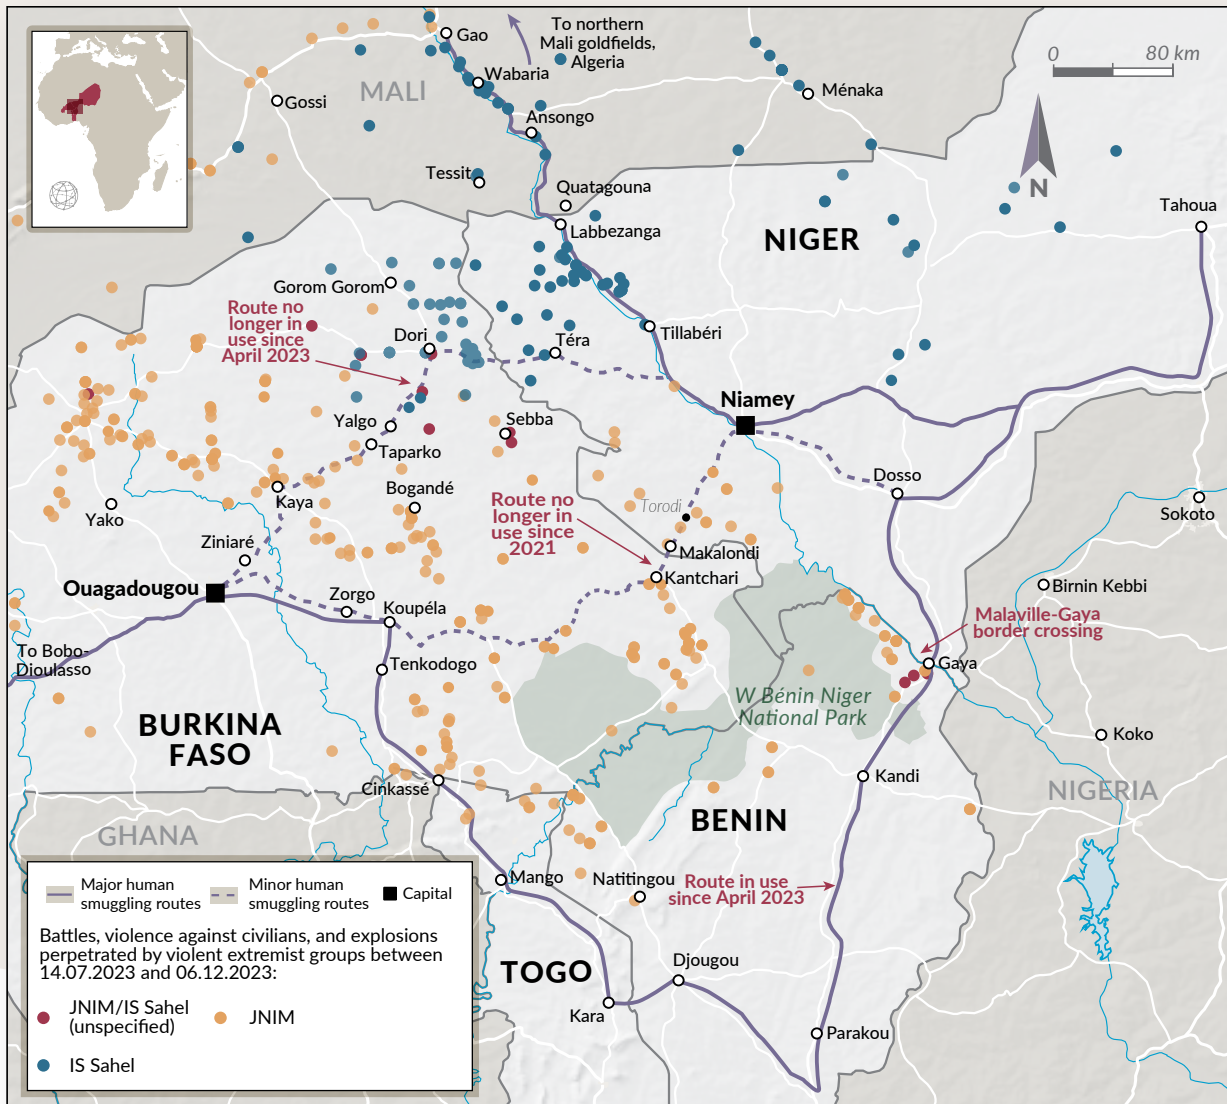 To northern
Mali goldfields,
Algeria
Gao
Wabaria
MALI
Gossi
0
80 km
Ménaka
Ansongo
N
Tessit
Quatagouna
Tahoua
Labbezanga
NIGER
Gorom Gorom
Route no
longer in
use since
April 2023
Dori
Tillabéri
Téra
Niamey
Yalgo
Sebba
Taparko
Bogandé
Dosso
Kaya
Yako
Route no
longer in
use since
2021
Torodi
Sokoto
Ziniaré
Makalondi
Kantchari
Ouagadougou
Birnin Kebbi
Zorgo
Koupéla
Malaville-Gaya
border crossing
To Bobo-
Dioulasso
Tenkodogo
Gaya
W Bénin Niger
National Park
BURKINA
FASO
Koko
Kandi
Cinkassé
NIGERIA
GHANA
BENIN
Mango
Natitingou
Route in use
since April 2023
TOGO
Djougou
Kara
Parakou
Major human
smuggling routes
Minor human
smuggling routes
Capital
Battles, violence against civilians, and explosions
perpetrated by violent extremist groups between
14.07.2023 and 06.12.2023:
JNIM/IS Sahel
(unspecified)
JNIM
IS Sahel